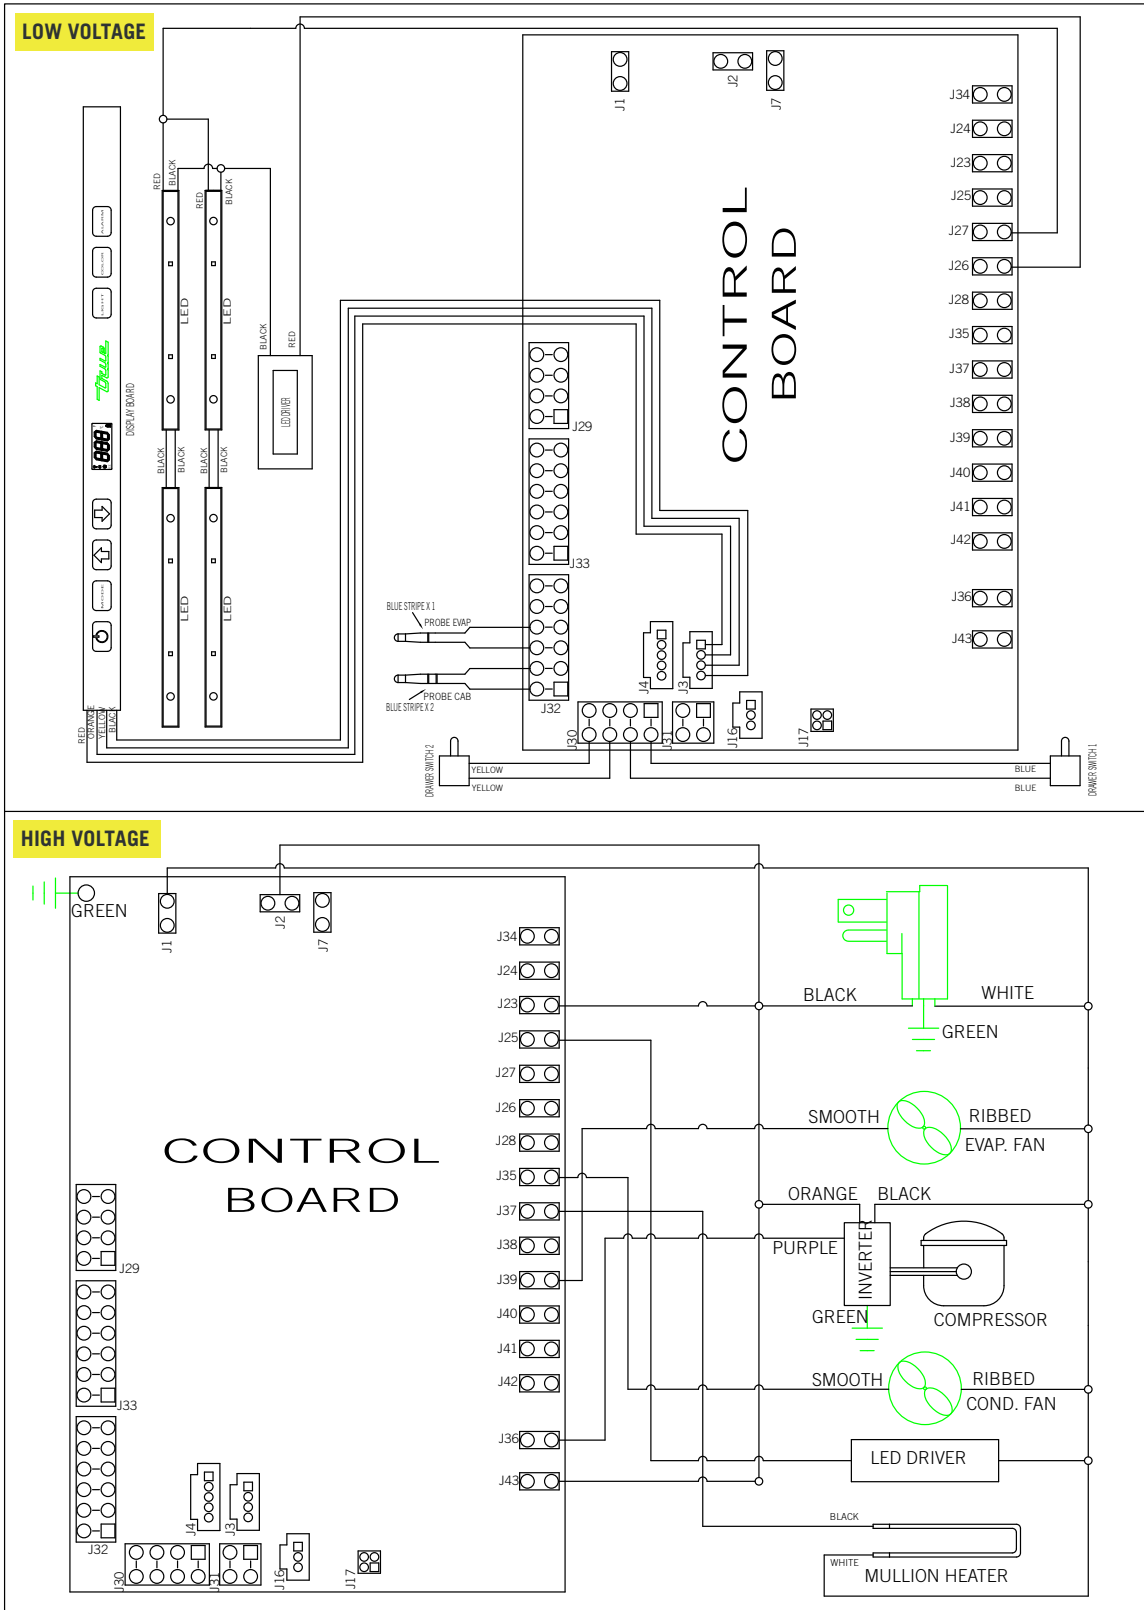 LOW VOLTAGE
J1
J2
J7
J34
J24
J23
J25
J27
J26
J28
J35
J37
J38
J39
J40
J41
J42
J36
J43
CONTROL
BOARD
RED
BLACK
RED
BLACK
LED
LED
BLACK
BLACK
BLACK
BLACK
LED
LED
BLACK
RED
LED DRIVER
ALARM
COLOR
LIGHT
True
888
MODE
DISPLAY BOARD
RED
ORANGE
YELLOW
BLACK
J29
J33
J32
BLUE STRIPE X 1
PROBE EVAP
PROBE CAB
BLUE STRIPE X 2
J4
J3
J30
J31
J16
J17
DRAWER SWITCH 2
YELLOW
YELLOW
BLUE
BLUE
DRAWER SWITCH 1
HIGH VOLTAGE
GREEN
J1
J2
J7
J34
J24
J23
J25
J27
J26
J28
J35
J37
J38
J39
J40
J41
J42
J36
J43
CONTROL
BOARD
J29
J33
J32
J4
J3
J30
J31
J16
J17
BLACK
WHITE
GREEN
SMOOTH
RIBBED
EVAP. FAN
ORANGE
BLACK
PURPLE
INVERTER
GREEN
COMPRESSOR
SMOOTH
RIBBED
COND. FAN
LED DRIVER
BLACK
WHITE
MULLION HEATER